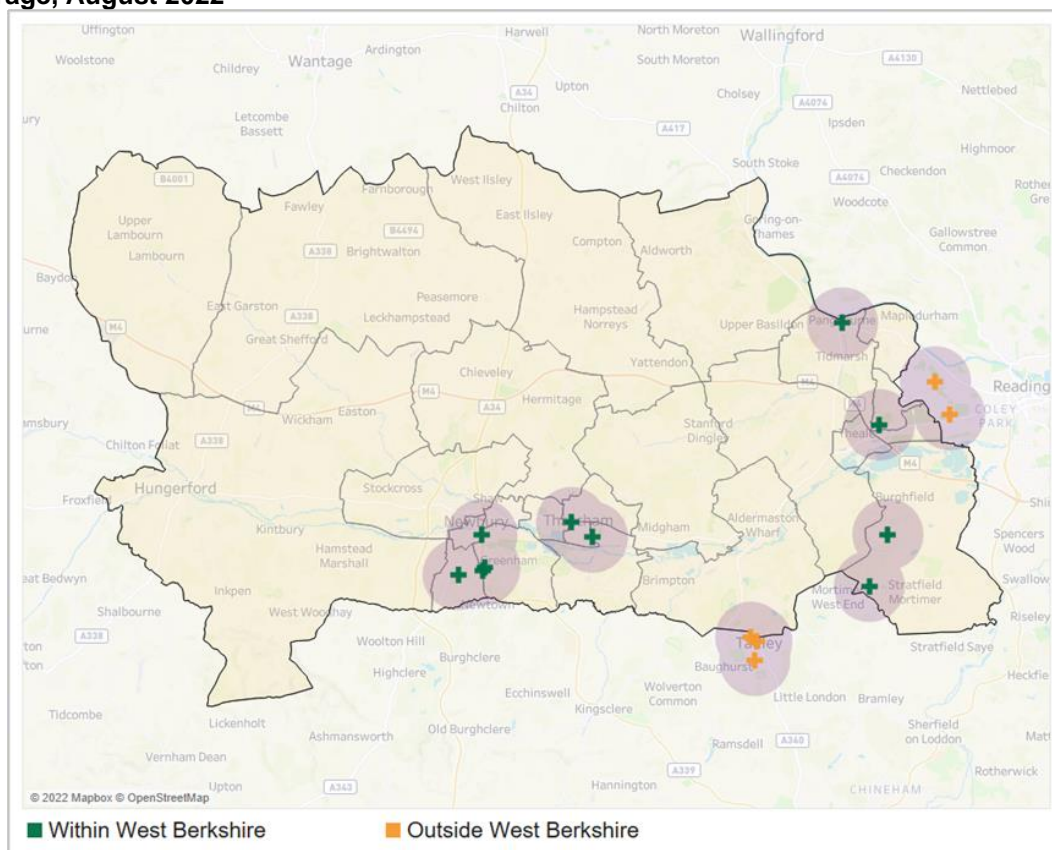 age, August 2022
Uffington
Harwell
North Moreton
Wallingford
Woolstone
Ardington
Wantage
South Moreton
A4130
Childrey
Upton
Cholsey
Nettlebed
A34
Chilton
A4074
Letcombe
Bassett
A417
Ipsden
Highmoor
South Stoke
Checkendon
B4001
Farnborough
West Ilsley
A4074
Woodcote
Fawley
East Ilsley
Upper
Lambourn
B4494
Goring-on-
Thames
Gallowstree
Common
Lambourn
A338
Brightwalton
Compton
Aldworth
Baydon
East Garston
Peasemore
A338
Leckhampstead
Hampstead
Norreys
Upper Basildon
Mapledurham
M4
Great Shefford
Tidmarsh
Yattendon
Chieveley
Reading
M4
M4
M4
A34
Hermitage
COLEY
PARK
Easton
Wickham
Stanford
Dingley
Theale
Chilton Foliat
A338
M4
Stockcross
Hungerford
Shaw
Burghfield
Froxfield
Newbury
Thatcham
Midgham
Aldermaston
Wharf
Kintbury
Spencers
Wood
Hamstead
Marshall
Greenham
eat Bedwyn
Inkpen
Brimpton
Mortimer
West End
Stratfield
Mortimer
Swallow
Shalbourne
West Woodhay
Newtown
Riseley
A338
Woolton Hill
Tadley
Stratfield Saye
Burghclere
Baughurst
Highclere
Heckfie
Wolverton
Common
Little London
Bramley
Ecchinswell
Kingsclere
Tidcombe
Lickenholt
Old Burghclere
Sherfield
on Loddon
Ashmansworth
Ramsdell
A340
Vernham Dean
A339
Rotherwick
Upton
A343
Hannington
CHINEHAM
© 2022 Mapbox © OpenStreetMap
Within West Berkshire
Outside West Berkshire